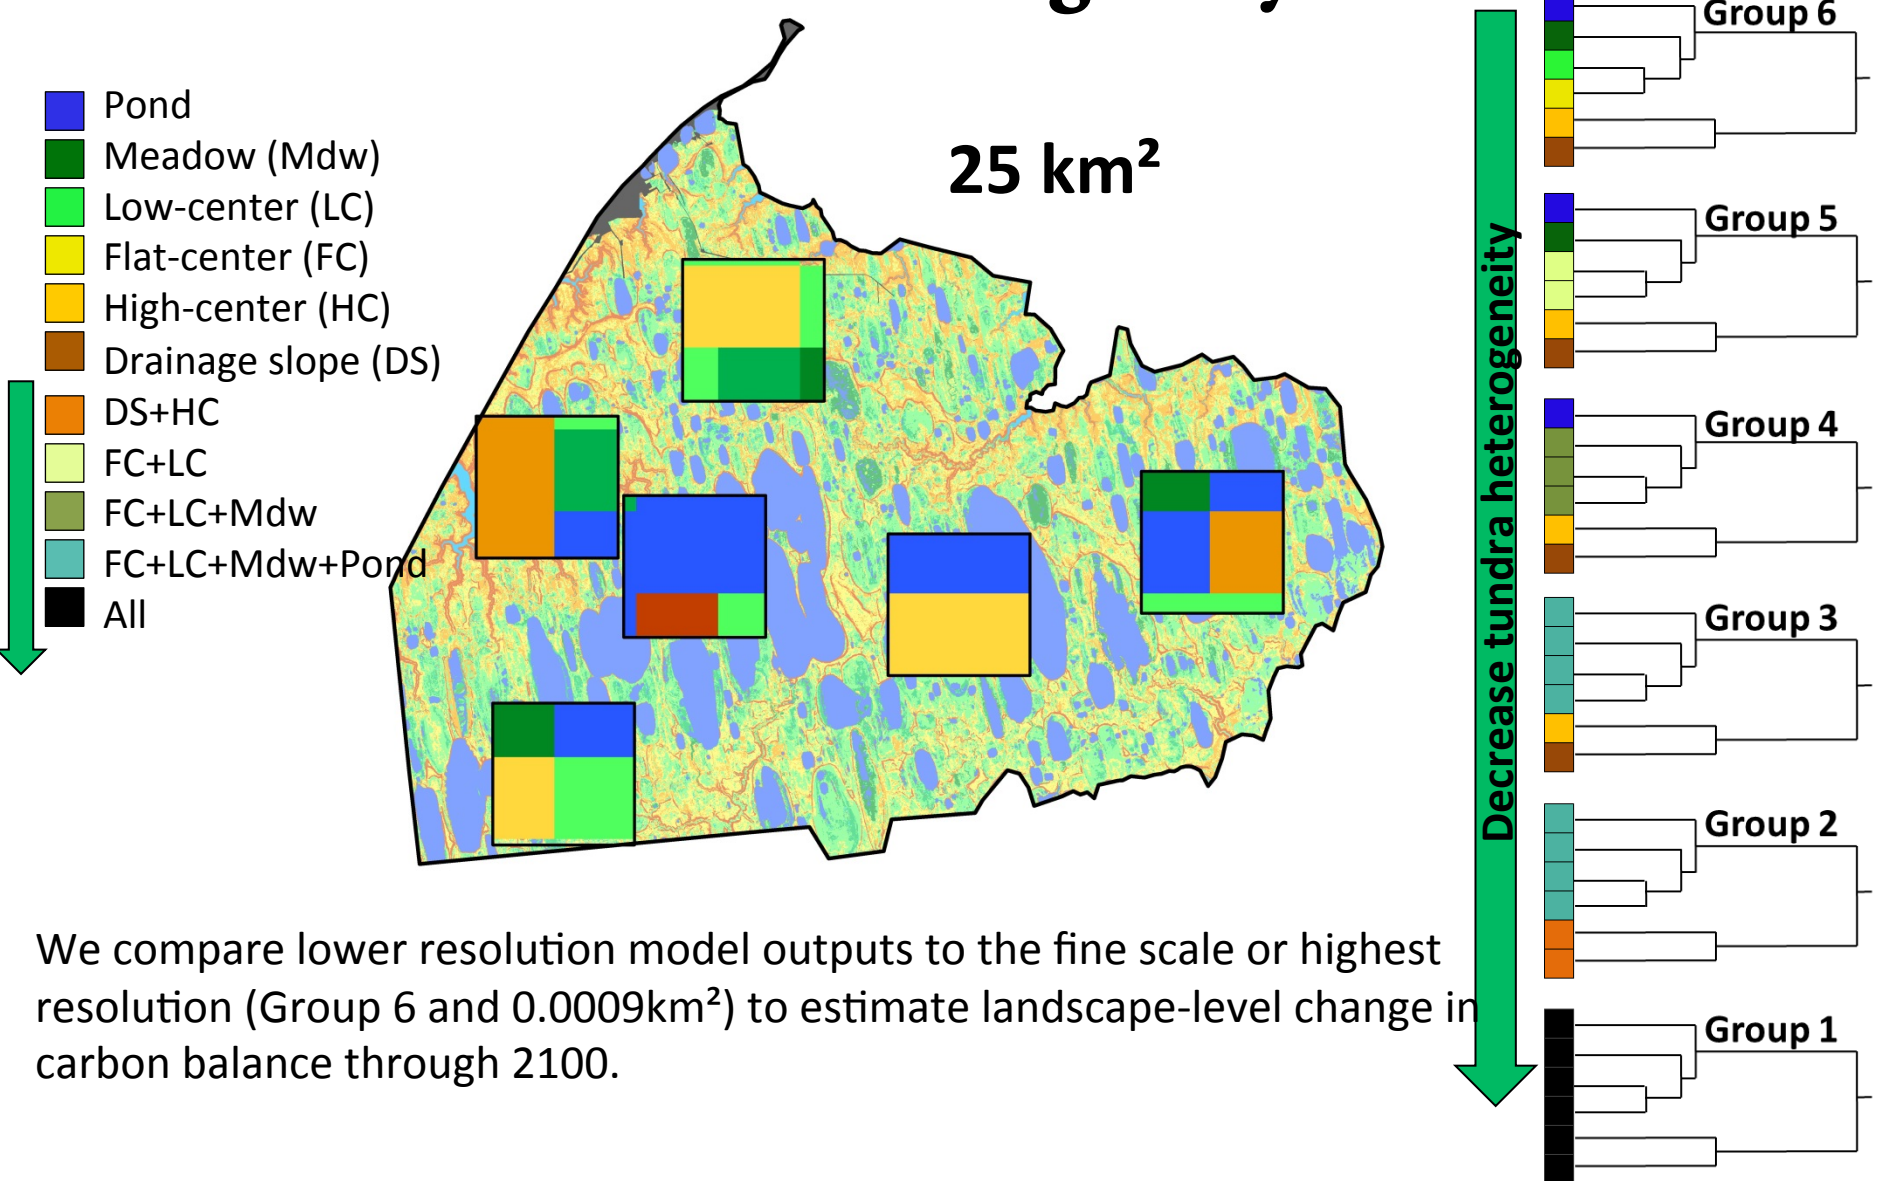 Pond
Meadow (Mdw)
Low-center (LC)
Flat-center (FC)
High-center (HC)
Drainage slope (DS)
DS+HC
FC+LC
FC+LC+Mdw
FC+LC+Mdw+Pond
All
25 km²
Decrease tundra heterogeneity
Group 6
Group 5
Group 4
Group 3
Group 2
Group 1
We compare lower resolution model outputs to the fine scale or highest
resolution (Group 6 and 0.0009km²) to estimate landscape-level change in
carbon balance through 2100.